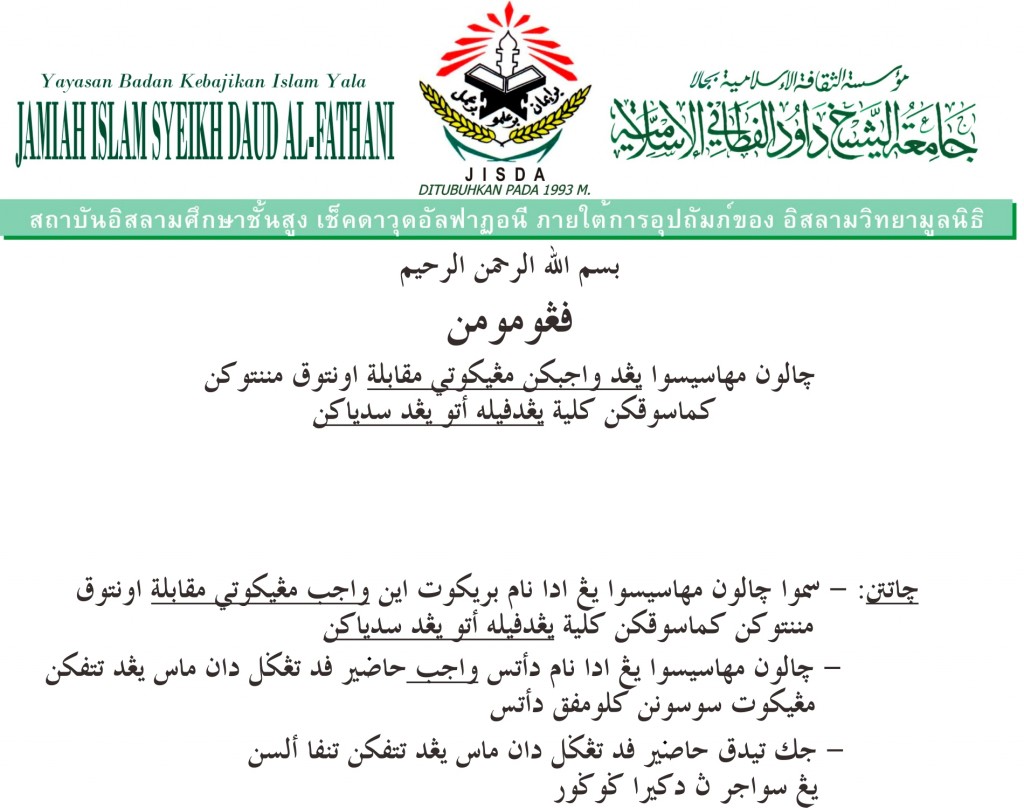 Yayasan Badan Kebajikan Islam Yala
JAMIAH ISLAM SYEIKH DAUD AL-FATHANI
برايمان برعلمو برعمل
JISDA
DITUBUHKAN PADA 1993 M.
مؤسسة الثقافة الإسلامية بجالا
جامعة الشيخ داود الفطاني الإسلامية
สถาบันอิสลามศึกษาชั้นสูง เช็คดาวุดอัลฟาฏอนี ภายใต้การอุปถัมภ์ของ อิสลามวิทยามูลนิธิ
بسم الله الرحمن الرحيم
فڠومومن
چالون مهاسيسوا يڠد واجبكن مڠيكوتي مقابلة اونتوق مننتوكن
كماسوقكن كلية يڠدفيله أتو يڠد سدياكن
چاتتن: – سموا چالون مهاسيسوا يڠ ادا نام بريكوت اين واجب مڠيكوتي مقابلة اونتوق
مننتوكن كماسوقكن كلية يڠدفيله أتو يڠد سدياكن
– چالون مهاسيسوا يڠ ادا نام دأتس واجب حاضير فد تڠݢل دان ماس يڠد تتفكن
مڠيكوت سوسونن كلومفق دأتس
– جك تيدق حاضير فد تڠݢل دان ماس يڠد تتفكن تنفا ألسن
يڠ سواجر ڽ دكيرا ݢوݢور